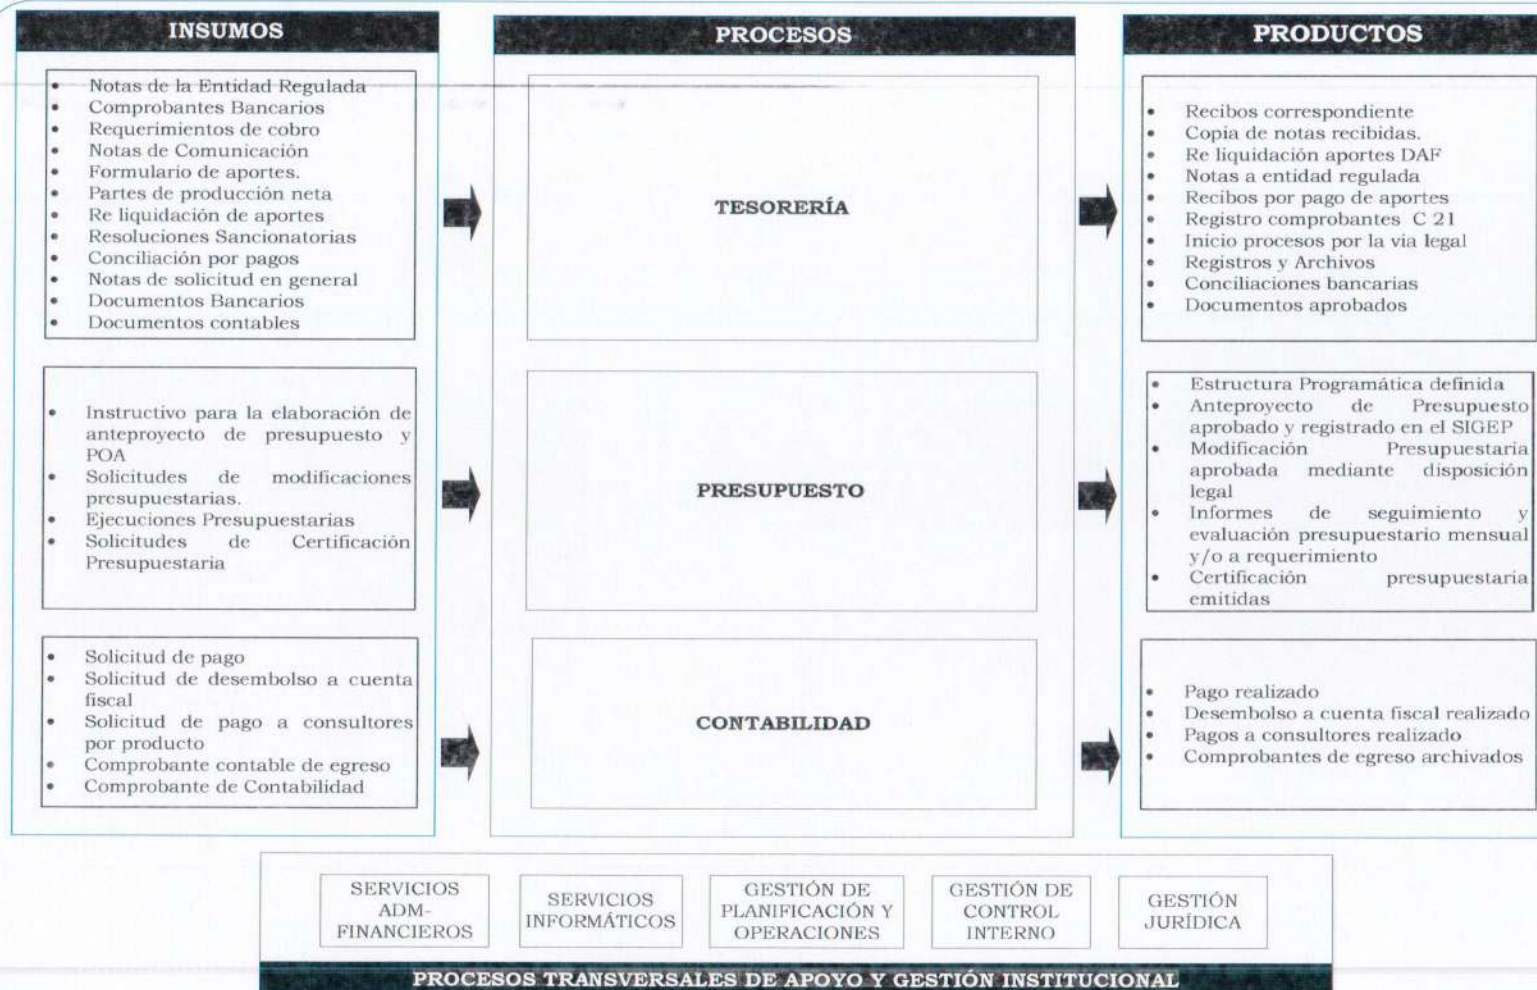 INSUMOS
• Notas de la Entidad Regulada
• Comprobantes Bancarios
• Requerimientos de cobro
• Notas de Comunicación
• Formulario de aportes.
• Partes de producción neta
• Re liquidación de aportes
• Resoluciones Sancionatorias
• Conciliación por pagos
• Notas de solicitud en general
• Documentos Bancarios
• Documentos contables
• Instructivo para la elaboración de
anteproyecto de presupuesto y
POA
• Solicitudes de modificaciones
presupuestarias.
• Ejecuciones Presupuestarias
• Solicitudes de Certificación
Presupuestaria
• Solicitud de pago
• Solicitud de desembolso a cuenta
fiscal
• Solicitud de pago a consultores
por producto
• Comprobante contable de egreso
• Comprobante de Contabilidad
PROCESOS
TESORERÍA
PRESUPUESTO
CONTABILIDAD
PRODUCTOS
• Recibos correspondiente
• Copia de notas recibidas.
• Re liquidación aportes DAF
• Notas a entidad regulada
• Recibos por pago de aportes
• Registro comprobantes C 21
• Inicio procesos por la via legal
• Registros y Archivos
• Conciliaciones bancarias
• Documentos aprobados
• Estructura Programática definida
• Anteproyecto de Presupuesto
aprobado y registrado en el SIGEP
• Modificación Presupuestaria
aprobada mediante disposición
legal
• Informes de seguimiento y
evaluación presupuestario mensual
y/o a requerimiento
• Certificación presupuestaria
emitidas
• Pago realizado
• Desembolso a cuenta fiscal realizado
• Pagos a consultores realizado
• Comprobantes de egreso archivados
SERVICIOS
ADM-
FINANCIEROS
SERVICIOS
INFORMÁTICOS
GESTIÓN DE
PLANIFICACIÓN Y
OPERACIONES
GESTIÓN DE
CONTROL
INTERNO
GESTIÓN
JURÍDICA
PROCESOS TRANSVERSALES DE APOYO Y GESTIÓN INSTITUCIONAL